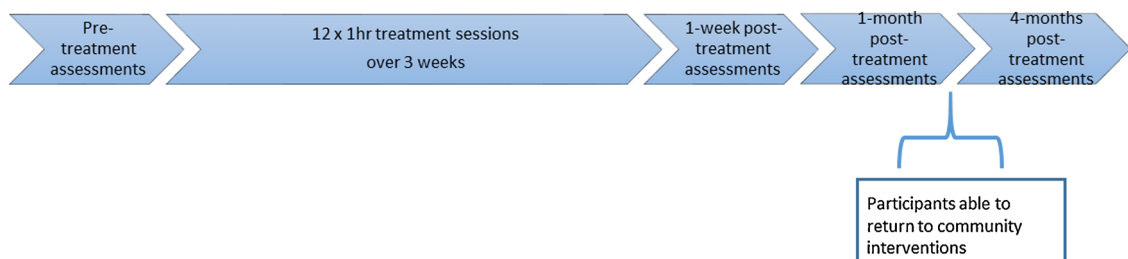 Pre-
treatment
assessments
12 x 1hr treatment sessions
over 3 weeks
1-week post-
treatment
assessments
1-month
post-
treatment
assessments
4-months
post-
treatment
assessments
Participants able to
return to community
interventions